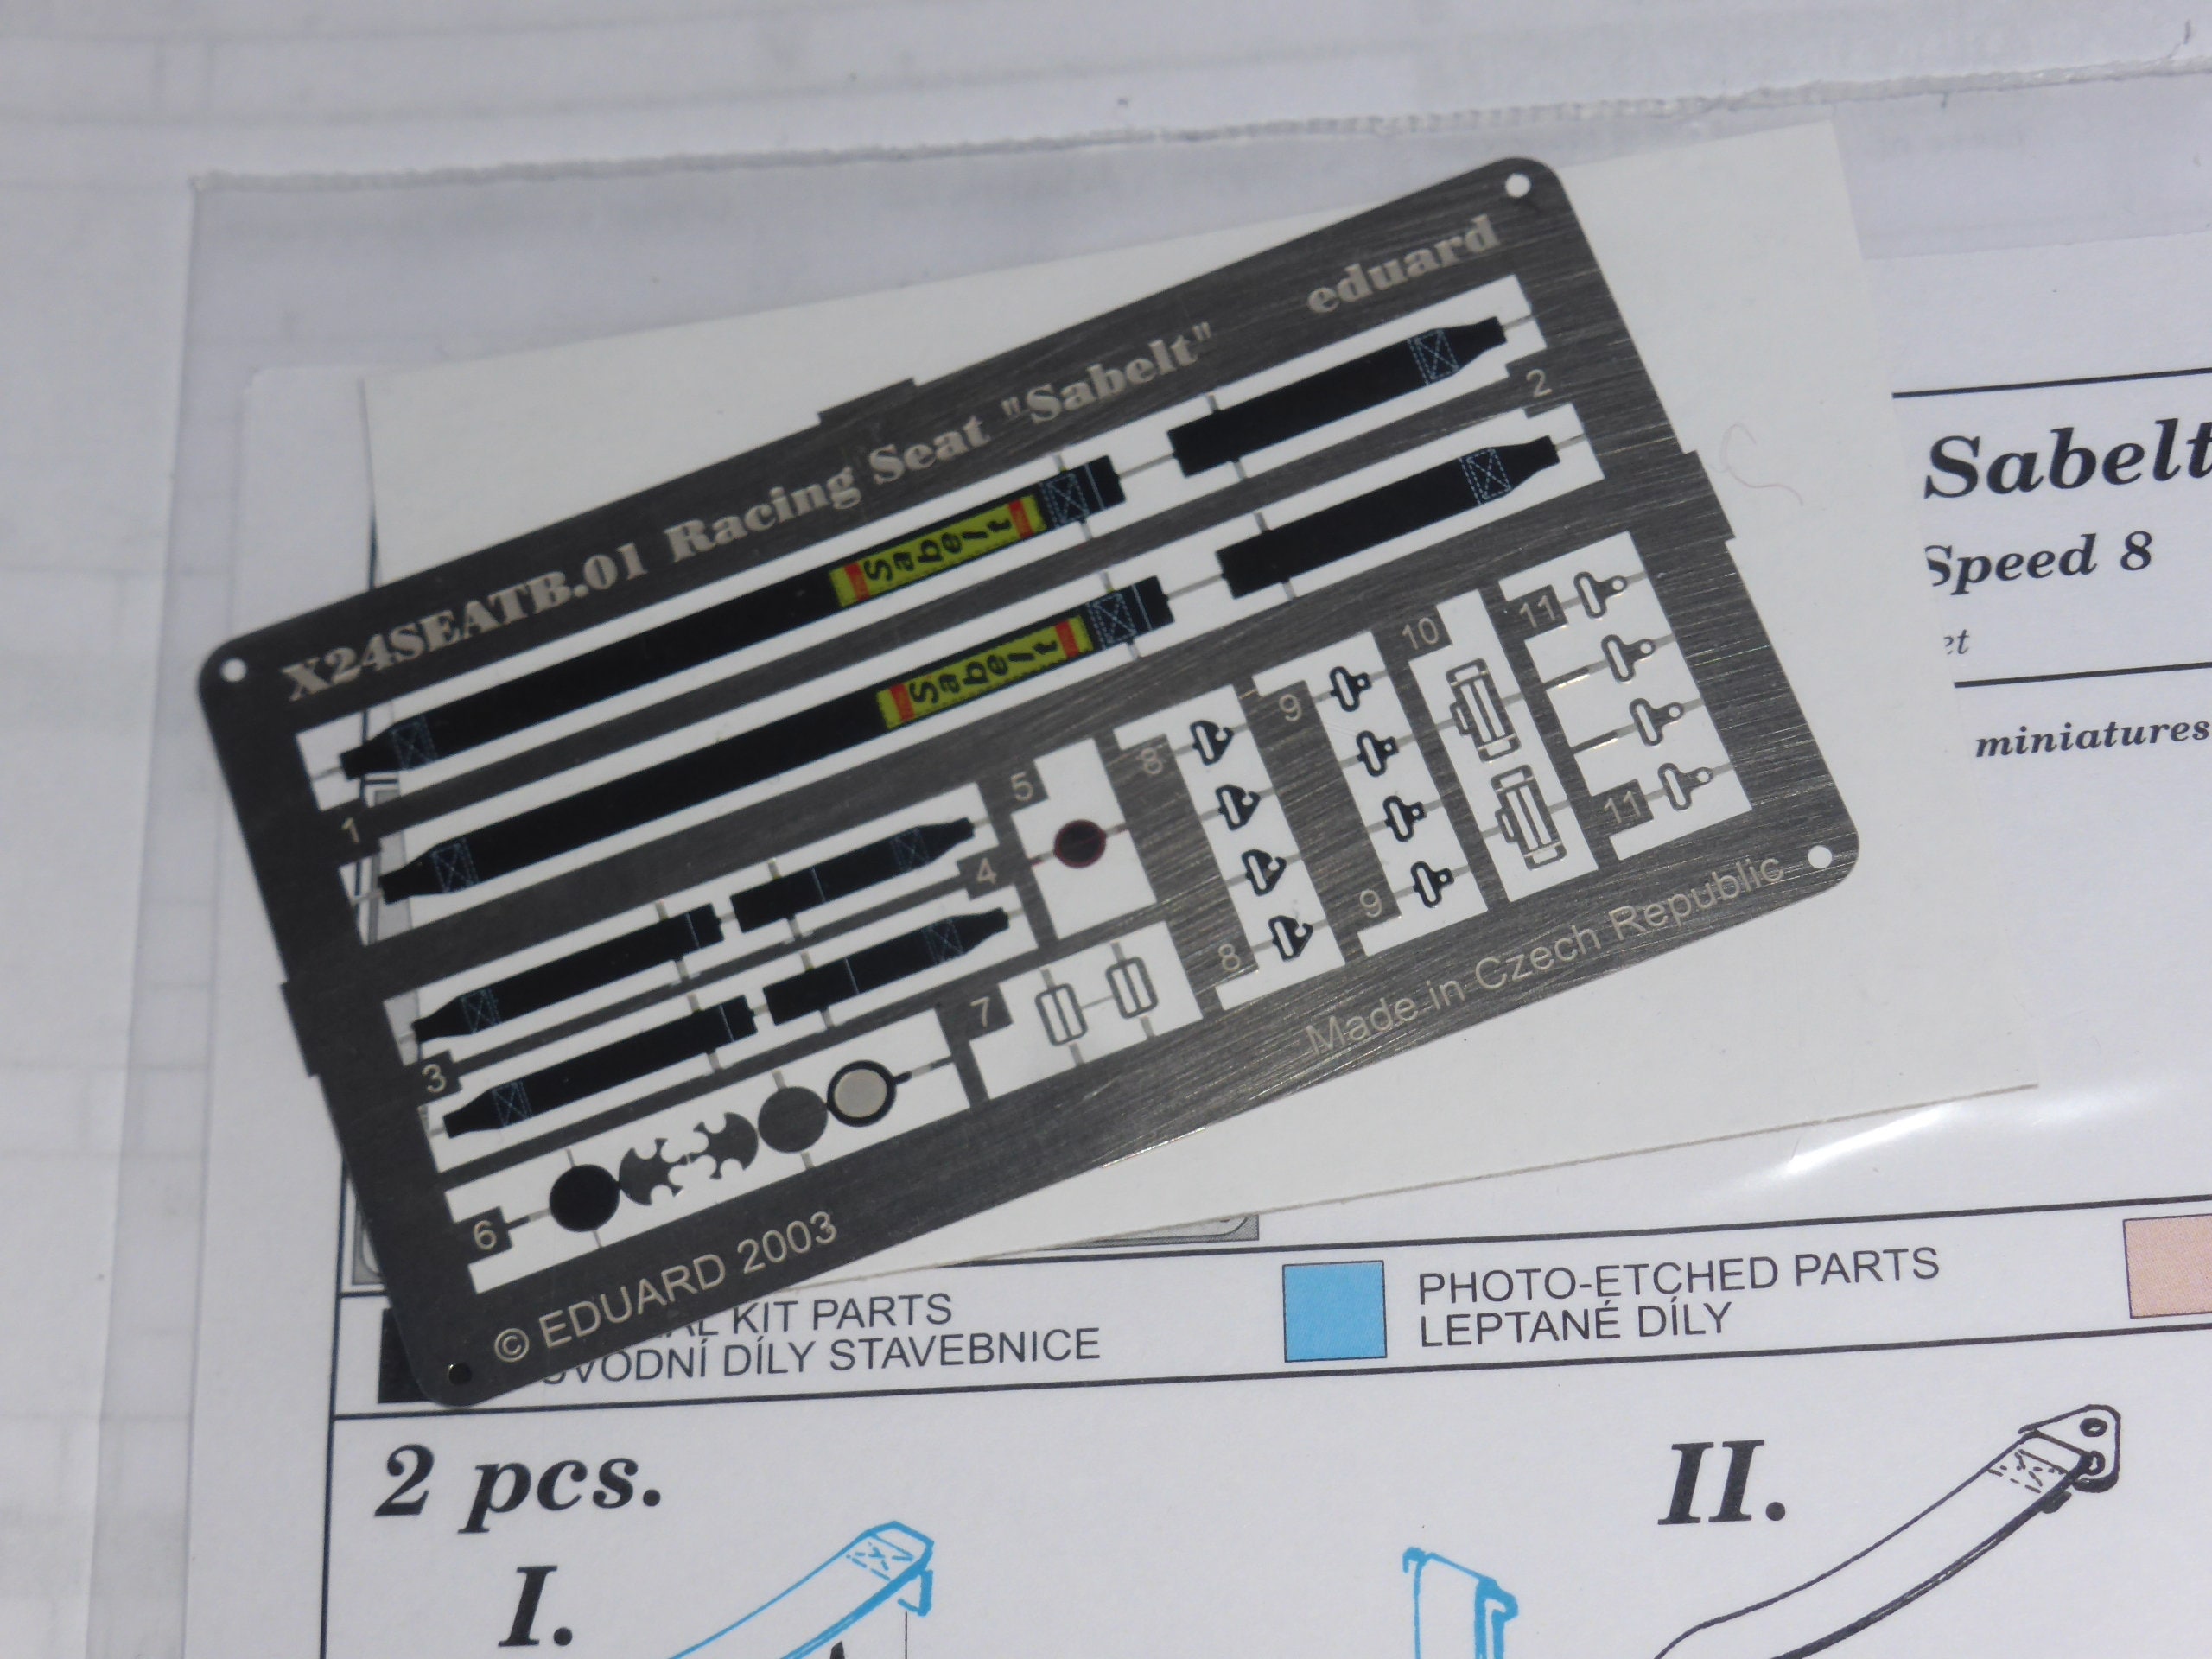 eduard
X24SEATB.01 Racing Seat "Sabelt"
Sabelt
Sabelt
1
2
3
4
5
6
7
8
8
9
9
10
11
11
Made in Czech Republic
© EDUARD 2003
Sabelt
Speed 8
et
miniatures
KIT PARTS
DÍLY STAVEBNICE
PHOTO-ETCHED PARTS
LEPTANÉ DÍLY
2 pcs.
I.
II.